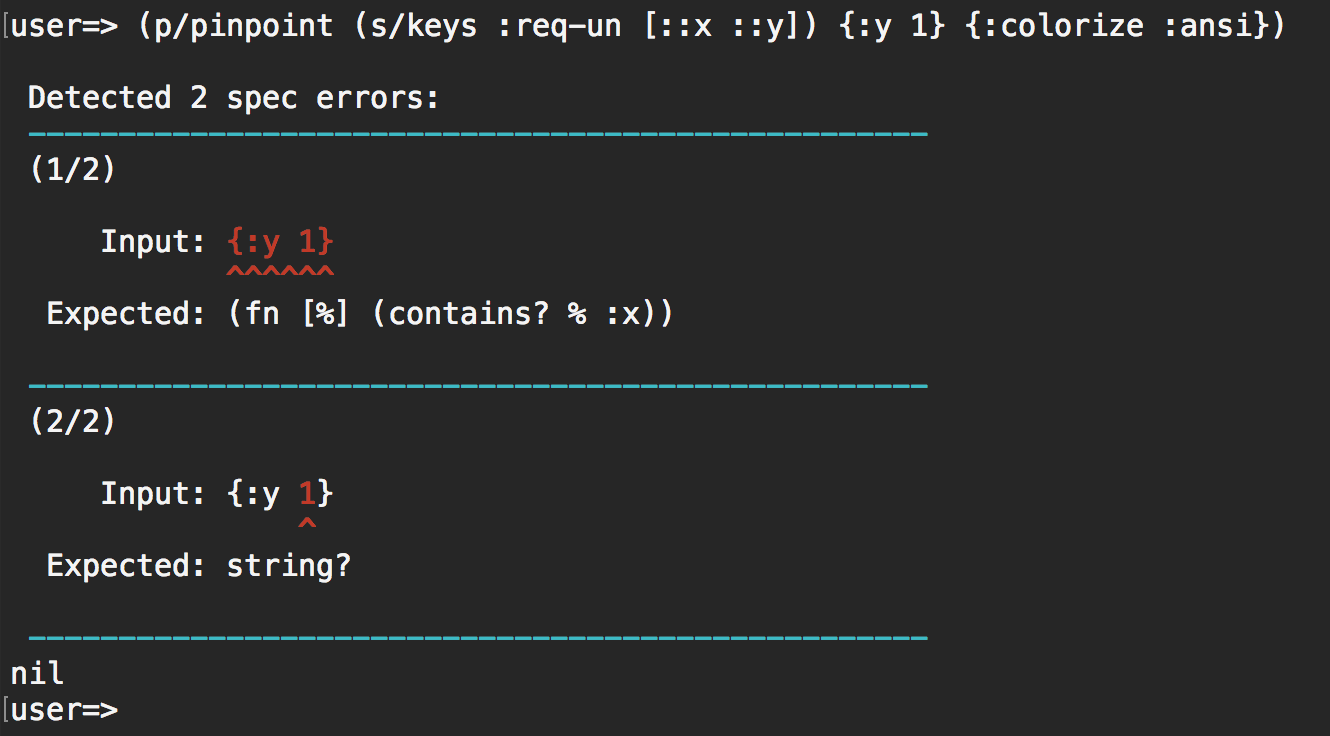 [user=> (p/pinpoint (s/keys :req-un [::x ::y]) {:y 1} {:colorize :ansi})
Detected 2 spec errors:
--------------------------------------------------
(1/2)
Input: {:y 1}
^^^^^^
Expected: (fn [%] (contains? % :x))
--------------------------------------------------
(2/2)
Input: {:y 1}
^
Expected: string?
--------------------------------------------------
nil
[user=>